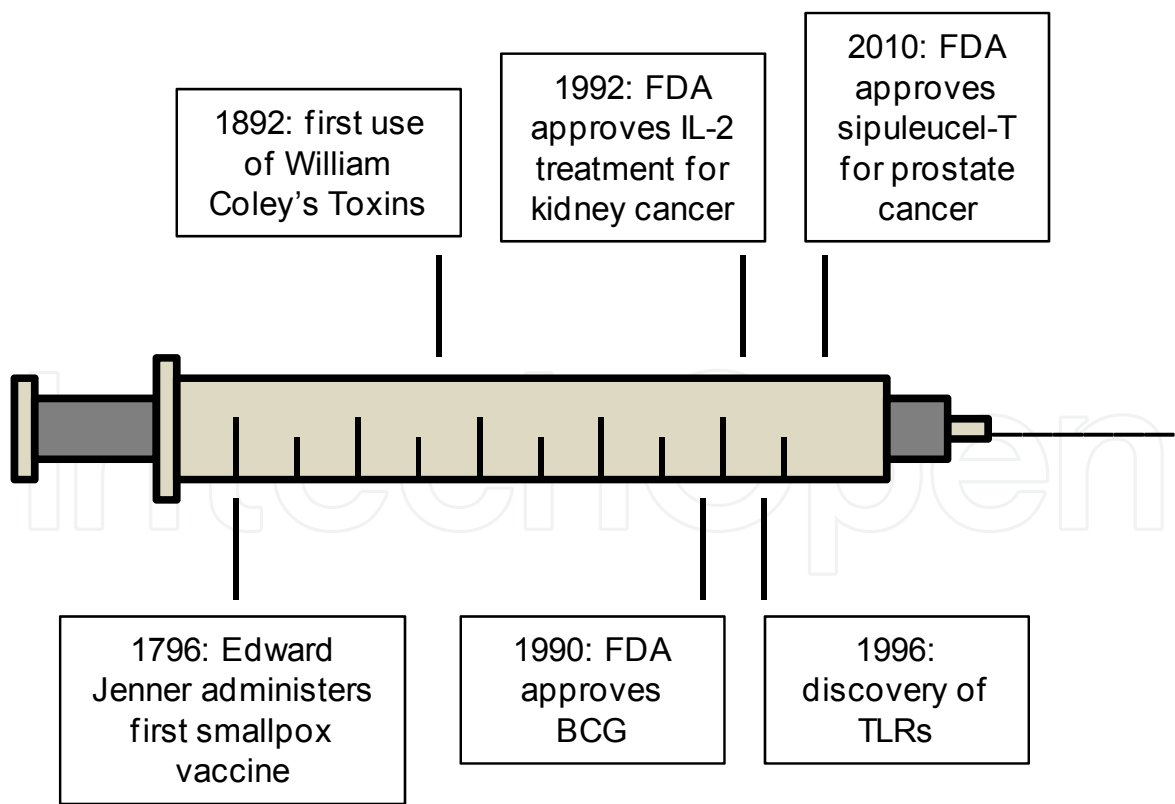 1892: first use
of William
Coley's Toxins
1992: FDA
approves IL-2
treatment for
kidney cancer
2010: FDA
approves
sipuleucel-T
for prostate
cancer
IntechOpen
1796: Edward
Jenner administers
first smallpox
vaccine
1990: FDA
approves
BCG
1996:
discovery of
TLRs